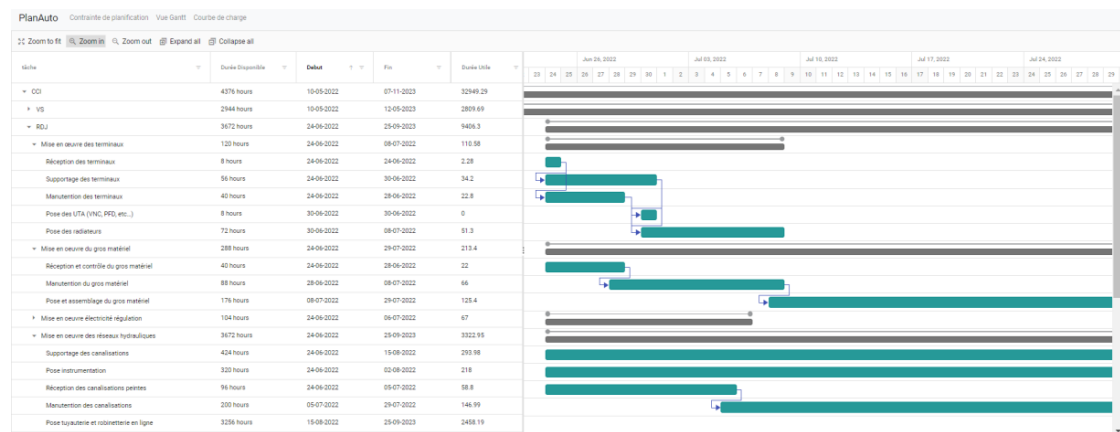 PlanAuto Contrainte de planification Vue Gantt Courbe de charge
Zoom to fit Zoom in Zoom out Expand all Collapse all
Durée Disponible Debut Fin Durée Utile Jun 26, 2022 Jul 03, 2022 Jul 10, 2022 Jul 17, 2022 Jul 24, 2022
23 24 25 26 27 28 29 30 1 2 3 4 5 6 7 8 9 10 11 12 13 14 15 16 17 18 19 20 21 22 23 24 25 26 27 28 29
CCI 4376 hours 10-05-2022 07-11-2023 32949.29
VS 2944 hours 10-05-2022 12-05-2023 2809.69
RDJ 3672 hours 24-06-2022 25-09-2023 9406.3
Mise en œuvre des terminaux 120 hours 24-06-2022 08-07-2022 110.58
Réception des terminaux 8 hours 24-06-2022 24-06-2022 2.28
Supportage des terminaux 56 hours 24-06-2022 30-06-2022 34.2
Manutention des terminaux 40 hours 24-06-2022 28-06-2022 22.8
Pose des UTA (VNC, PFD, etc...) 8 hours 30-06-2022 30-06-2022 0
Pose des radiateurs 72 hours 30-06-2022 08-07-2022 51.3
Mise en oeuvre du gros matériel 288 hours 24-06-2022 29-07-2022 213.4
Réception et contrôle du gros matériel 40 hours 24-06-2022 28-06-2022 22
Manutention du gros matériel 88 hours 28-06-2022 08-07-2022 66
Pose et assemblage du gros matériel 176 hours 08-07-2022 29-07-2022 125.4
Mise en oeuvre électricité régulation 104 hours 24-06-2022 06-07-2022 67
Mise en oeuvre des réseaux hydrauliques 3672 hours 24-06-2022 25-09-2023 3322.95
Supportage des canalisations 424 hours 24-06-2022 15-08-2022 293.98
Pose instrumentation 320 hours 24-06-2022 02-08-2022 218
Réception des canalisations peintes 96 hours 24-06-2022 05-07-2022 58.8
Manutention des canalisations 200 hours 05-07-2022 29-07-2022 146.99
Pose tuyauterie et robinetterie en ligne 3256 hours 15-08-2022 25-09-2023 2458.19